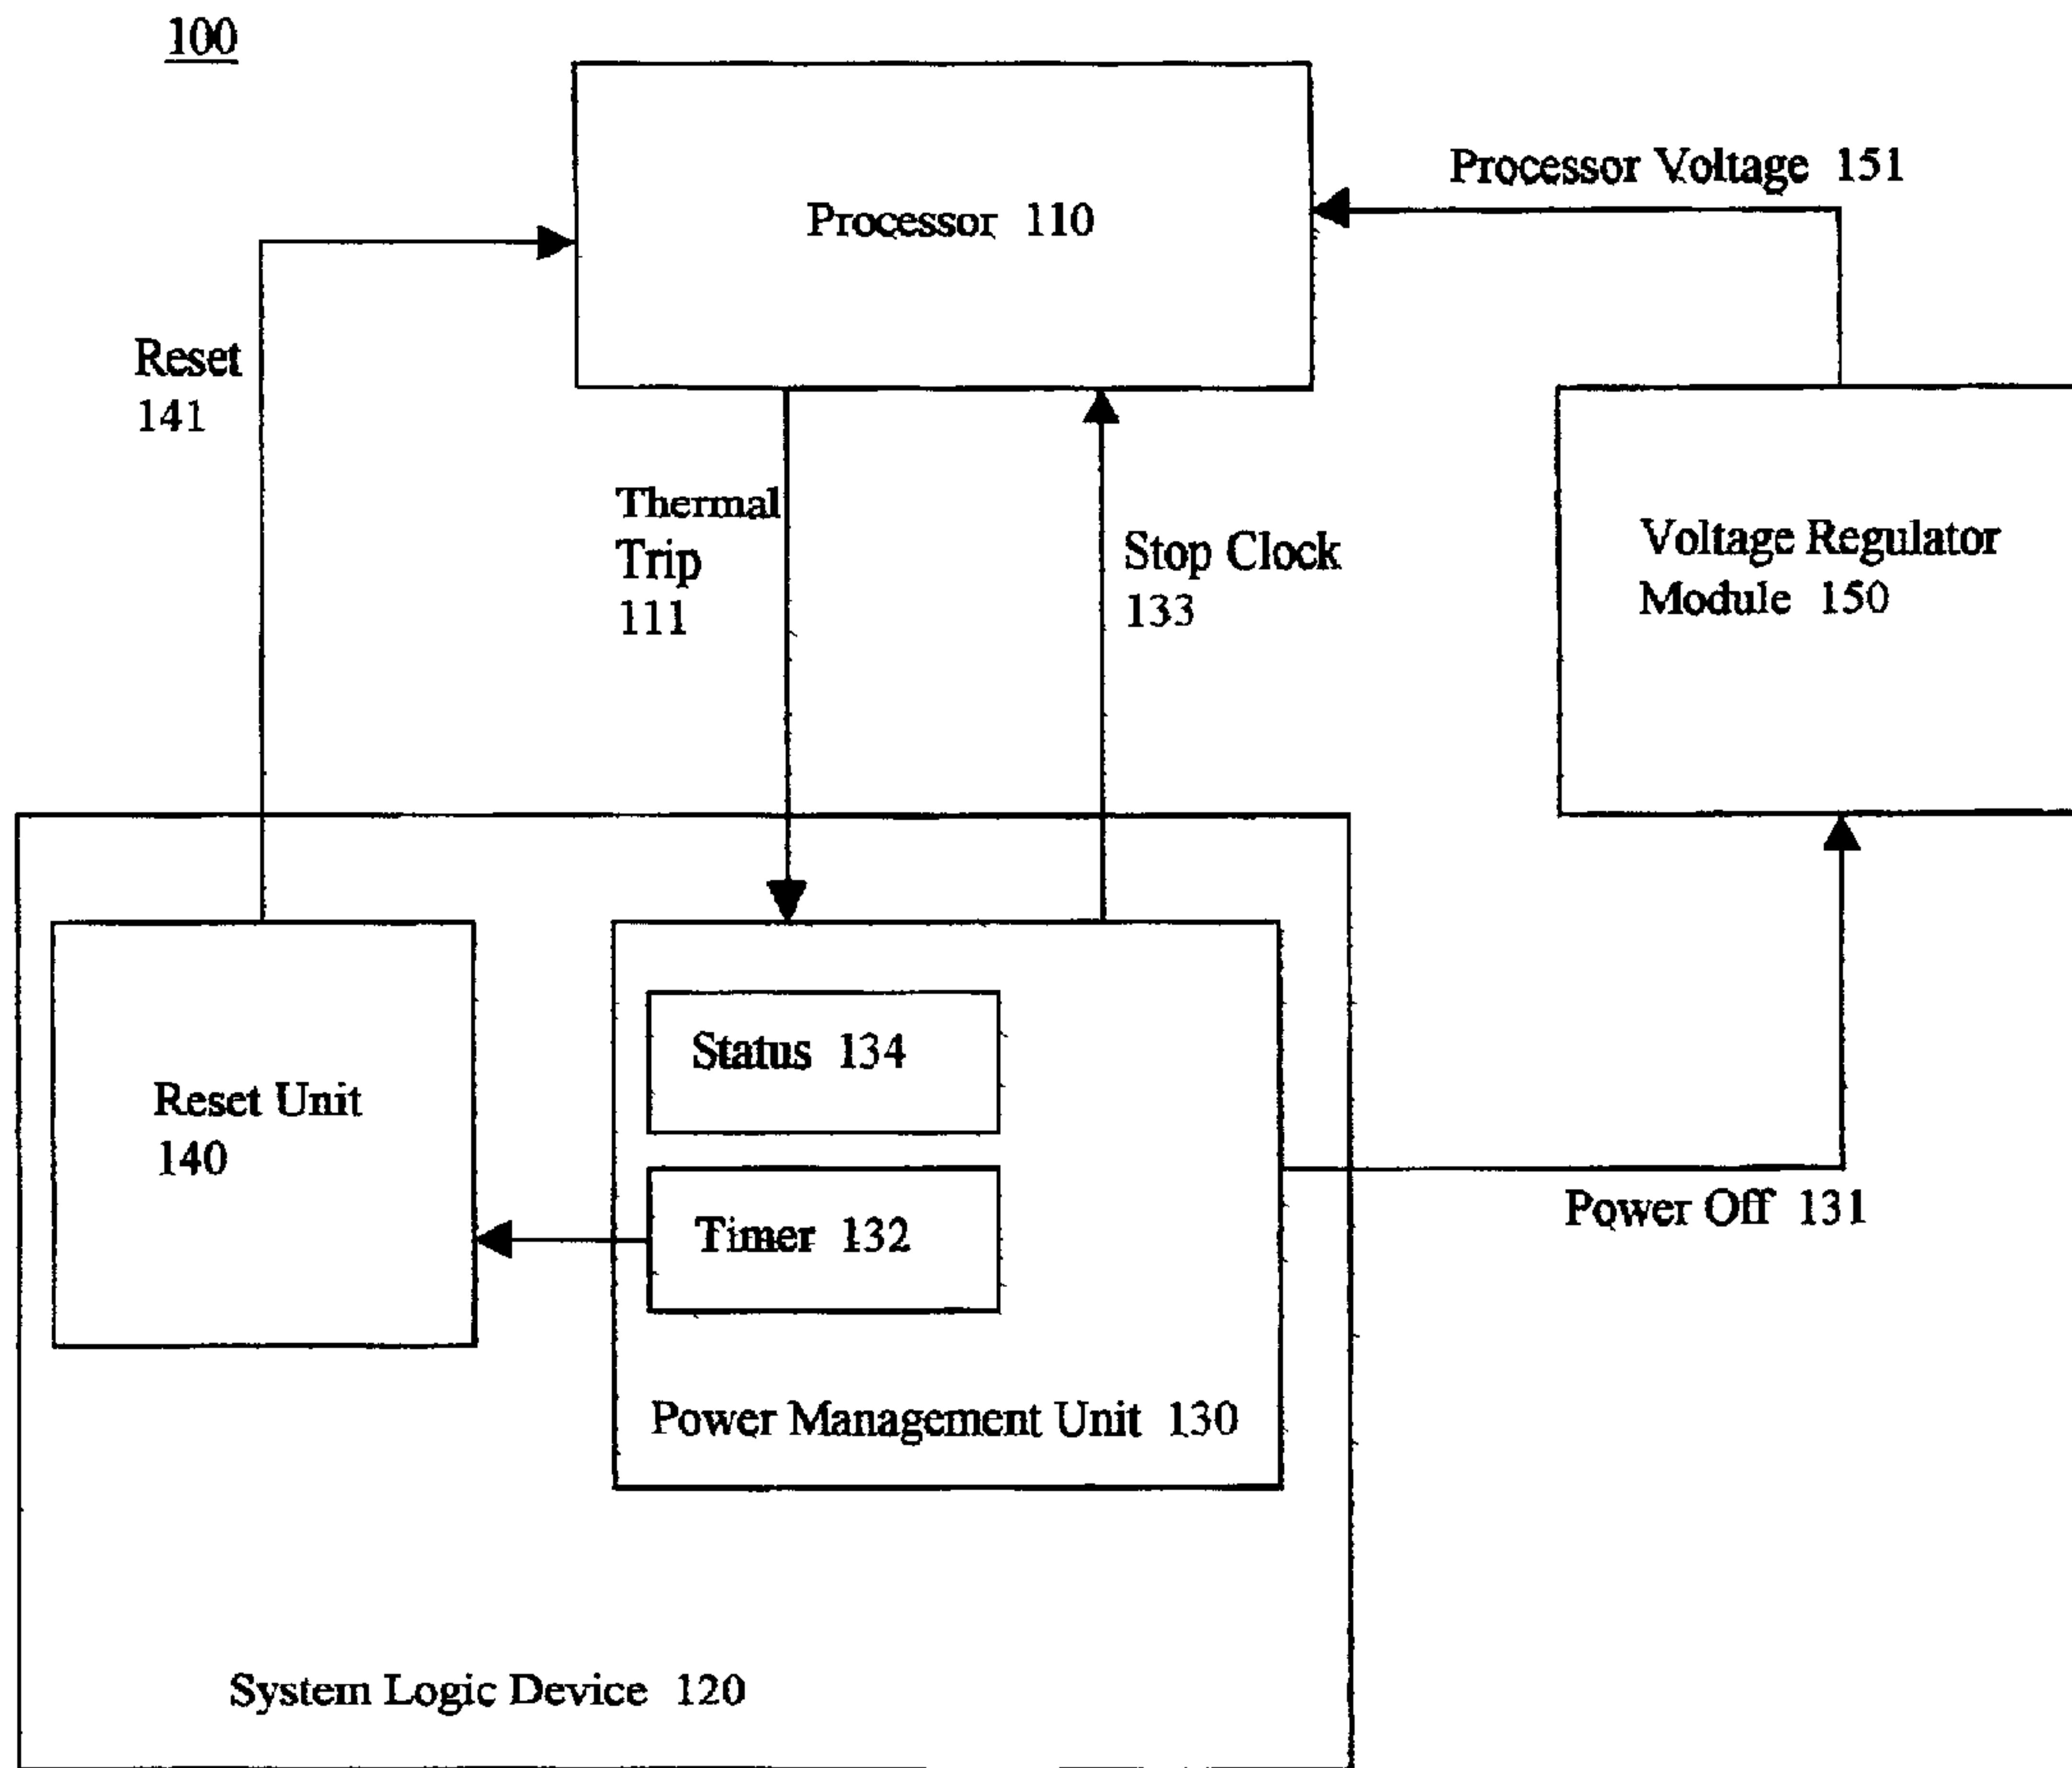 100
Processor Voltage 151
Processor 110
Reset
141
Thermal
Trip
111
Stop Clock
133
Voltage Regulator
Module 150
Status 134
Reset Unit
140
Timer 132
Power Off 131
Power Management Unit 130
System Logic Device 120